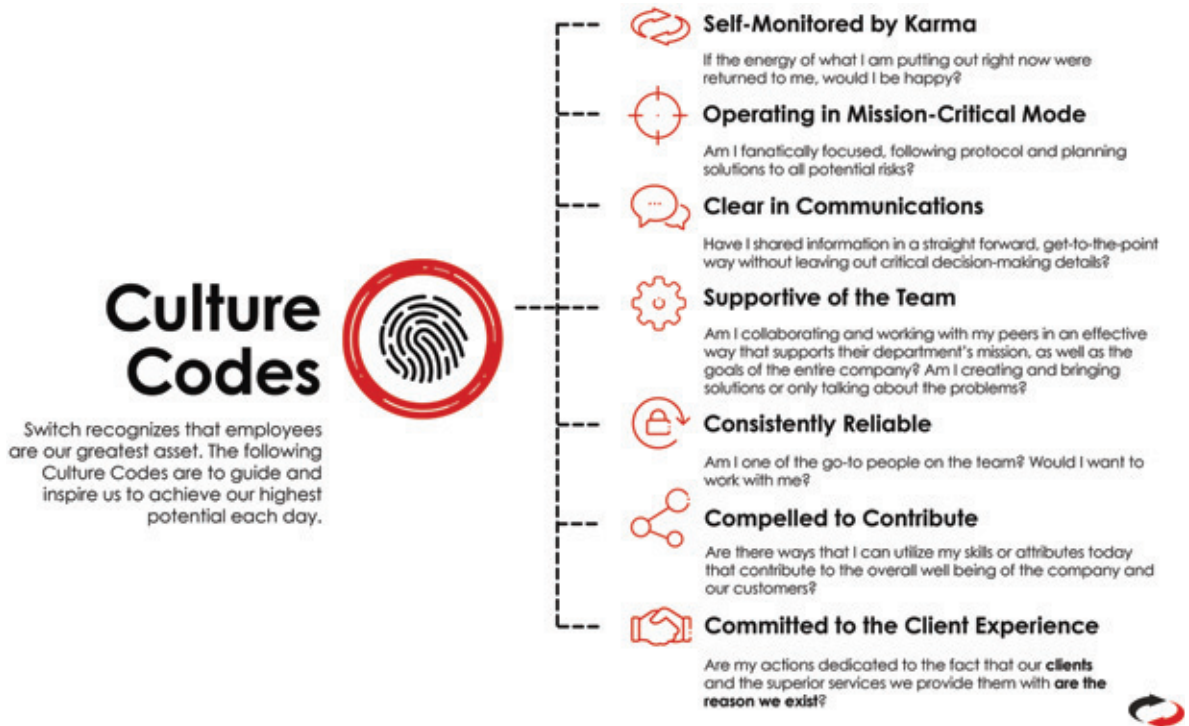 Culture
Codes
Switch recognizes that employees
are our greatest asset. The following
Culture Codes are to guide and
inspire us to achieve our highest
potential each day.
Self-Monitored by Karma
If the energy of what I am putting out right now were
returned to me, would I be happy?
Operating in Mission-Critical Mode
Am I fanatically focused, following protocol and planning
solutions to all potential risks?
Clear in Communications
Have I shared information in a straight forward, get-to-the-point
way without leaving out critical decision-making details?
Supportive of the Team
Am I collaborating and working with my peers in an effective
way that supports their department's mission, as well as the
goals of the entire company? Am I creating and bringing
solutions or only talking about the problems?
Consistently Reliable
Am I one of the go-to people on the team? Would I want to
work with me?
Compelled to Contribute
Are there ways that I can utilize my skills or attributes today
that contribute to the overall well being of the company and
our customers?
Committed to the Client Experience
Are my actions dedicated to the fact that our clients
and the superior services we provide them with are the
reason we exist?